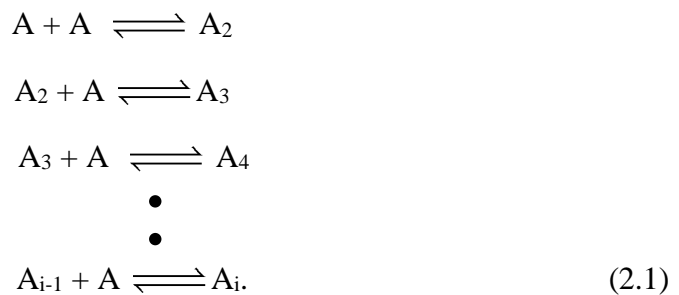 A + A ⇌ A₂
A₂ + A ⇌ A₃
A₃ + A ⇌ A₄
•
•
Aᵢ₋₁ + A ⇌ Aᵢ. (2.1)